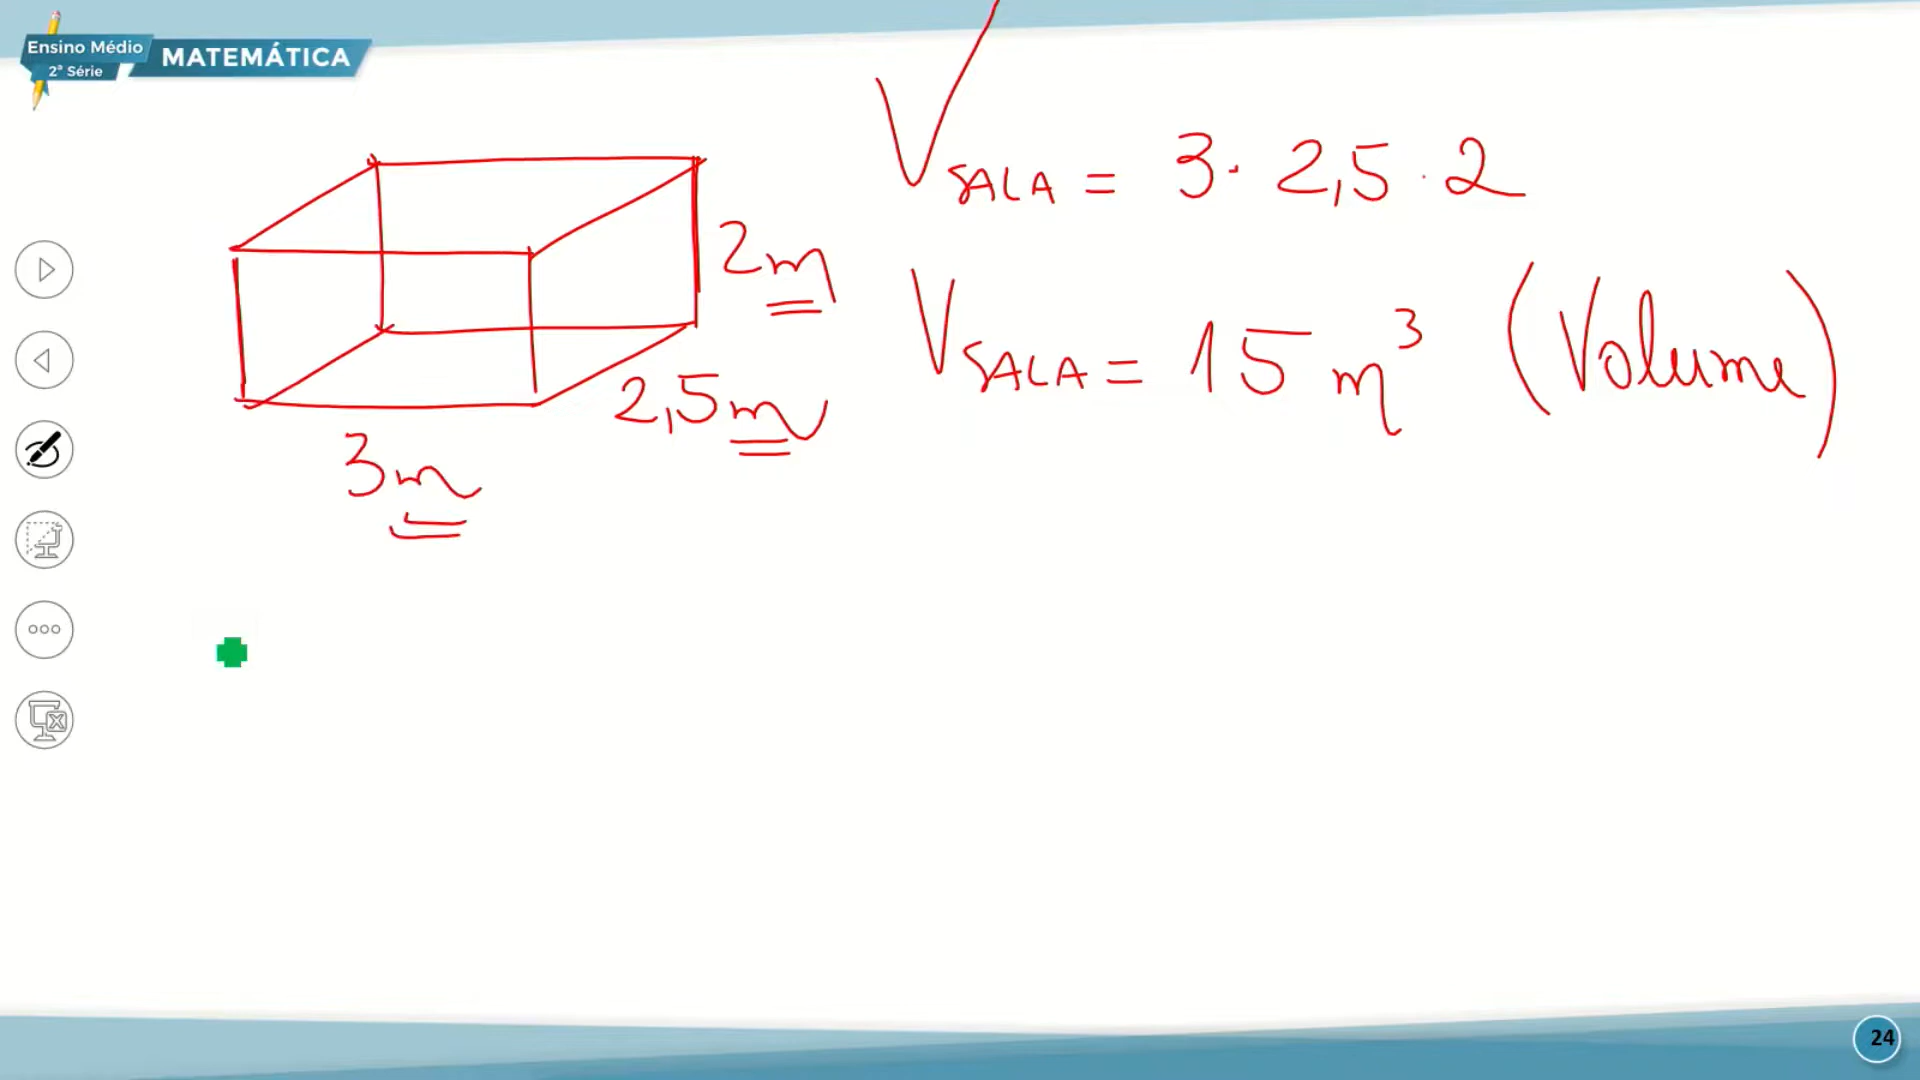 Ensino Médio
2ª Série
MATEMÁTICA
V SALA = 3 · 2,5 · 2
2m
V SALA = 15 m³ (Volume)
2,5m
3m
24